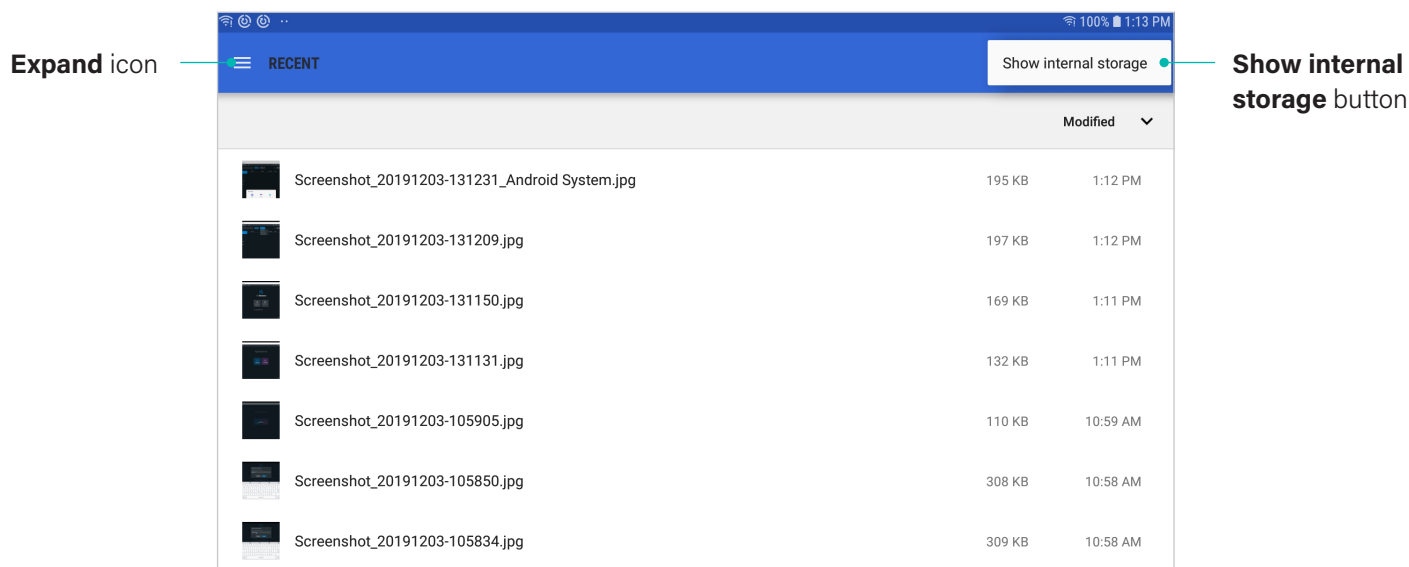 100% 1:13 PM
Expand icon
RECENT
Show internal storage
Show internal
storage button
Modified
Screenshot_20191203-131231_Android System.jpg 195 KB 1:12 PM
Screenshot_20191203-131209.jpg 197 KB 1:12 PM
Screenshot_20191203-131150.jpg 169 KB 1:11 PM
Screenshot_20191203-131131.jpg 132 KB 1:11 PM
Screenshot_20191203-105905.jpg 110 KB 10:59 AM
Screenshot_20191203-105850.jpg 308 KB 10:58 AM
Screenshot_20191203-105834.jpg 309 KB 10:58 AM